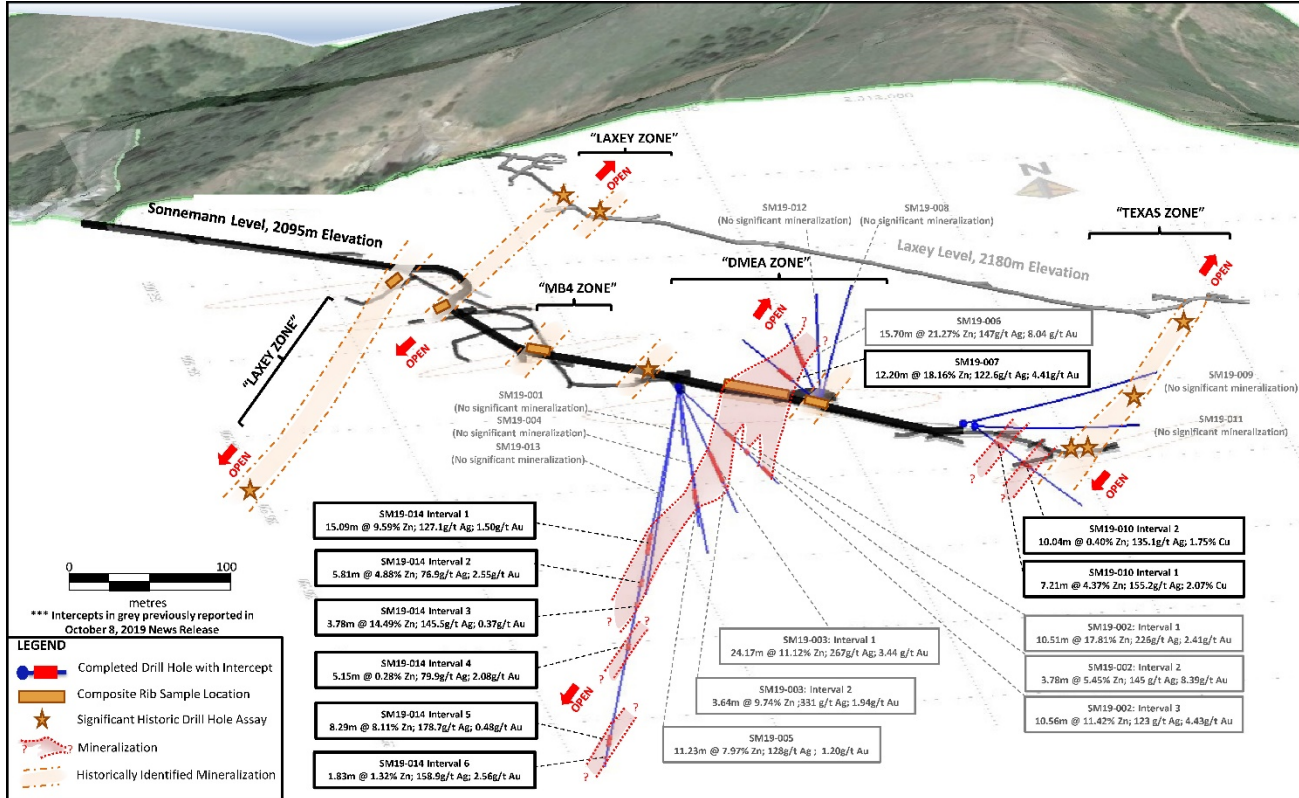 2,312,000
"LAXEY ZONE"
OPEN
N
Sonnemann Level, 2095m Elevation
SM19-012
(No significant mineralization)
SM19-008
(No significant mineralization)
"TEXAS ZONE"
Laxey Level, 2180m Elevation
"DMEA ZONE"
OPEN
OPEN
"MB4 ZONE"
"LAXEY ZONE"
OPEN
?
SM19-006
15.70m @ 21.27% Zn; 147g/t Ag; 8.04 g/t Au
SM19-007
12.20m @ 18.16% Zn; 122.6g/t Ag; 4.41g/t Au
SM19-009
(No significant mineralization)
SM19-001
(No significant mineralization)
SM19-004
(No significant mineralization)
SM19-013
(No significant mineralization)
SM19-011
(No significant mineralization)
OPEN
OPEN
SM19-014 Interval 1
15.09m @ 9.59% Zn; 127.1g/t Ag; 1.50g/t Au
SM19-014 Interval 2
5.81m @ 4.88% Zn; 76.9g/t Ag; 2.55g/t Au
SM19-014 Interval 3
3.78m @ 14.49% Zn; 145.5g/t Ag; 0.37g/t Au
SM19-014 Interval 4
5.15m @ 0.28% Zn; 79.9g/t Ag; 2.08g/t Au
SM19-014 Interval 5
8.29m @ 8.11% Zn; 178.7g/t Ag; 0.48g/t Au
SM19-014 Interval 6
1.83m @ 1.32% Zn; 158.9g/t Ag; 2.56g/t Au
OPEN
SM19-010 Interval 2
10.04m @ 0.40% Zn; 135.1g/t Ag; 1.75% Cu
SM19-010 Interval 1
7.21m @ 4.37% Zn; 155.2g/t Ag; 2.07% Cu
SM19-003: Interval 1
24.17m @ 11.12% Zn; 267g/t Ag; 3.44 g/t Au
SM19-003: Interval 2
3.64m @ 9.74% Zn ;331 g/t Ag; 1.94g/t Au
SM19-005
11.23m @ 7.97% Zn; 128g/t Ag ; 1.20g/t Au
SM19-002: Interval 1
10.51m @ 17.81% Zn; 226g/t Ag; 2.41g/t Au
SM19-002: Interval 2
3.78m @ 5.45% Zn; 145 g/t Ag; 8.39g/t Au
SM19-002: Interval 3
10.56m @ 11.42% Zn; 123 g/t Ag; 4.43g/t Au
0 100
metres
*** Intercepts in grey previously reported in
October 8, 2019 News Release
LEGEND
Completed Drill Hole with Intercept
Composite Rib Sample Location
Significant Historic Drill Hole Assay
? ? Mineralization
Historically Identified Mineralization